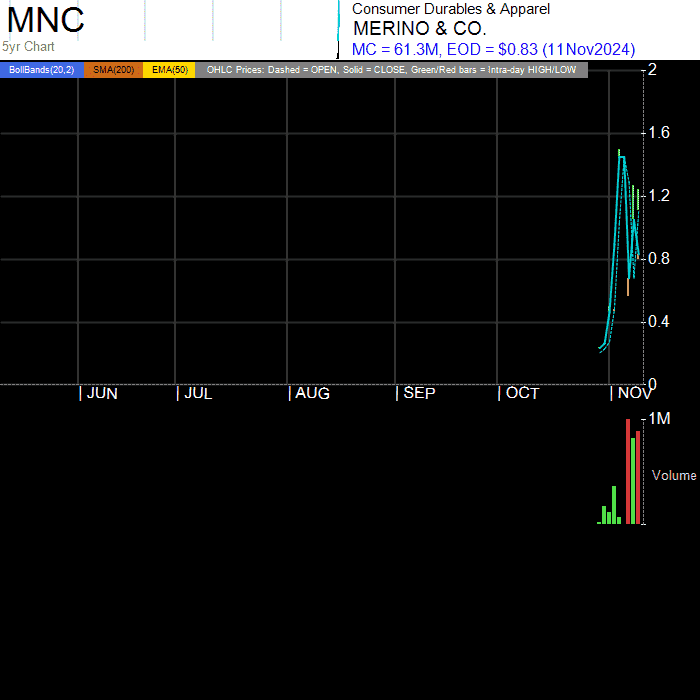 MNC
5yr Chart
Consumer Durables & Apparel
MERINO & CO.
MC = 61.3M, EOD = $0.83 (11Nov2024)
BollBands(20,2) SMA(200) EMA(50) OHLC Prices: Dashed = OPEN, Solid = CLOSE, Green/Red bars = Intra-day HIGH/LOW
2
1.6
1.2
0.8
0.4
0
| JUN | JUL | AUG | SEP | OCT | NOV
1M
Volume